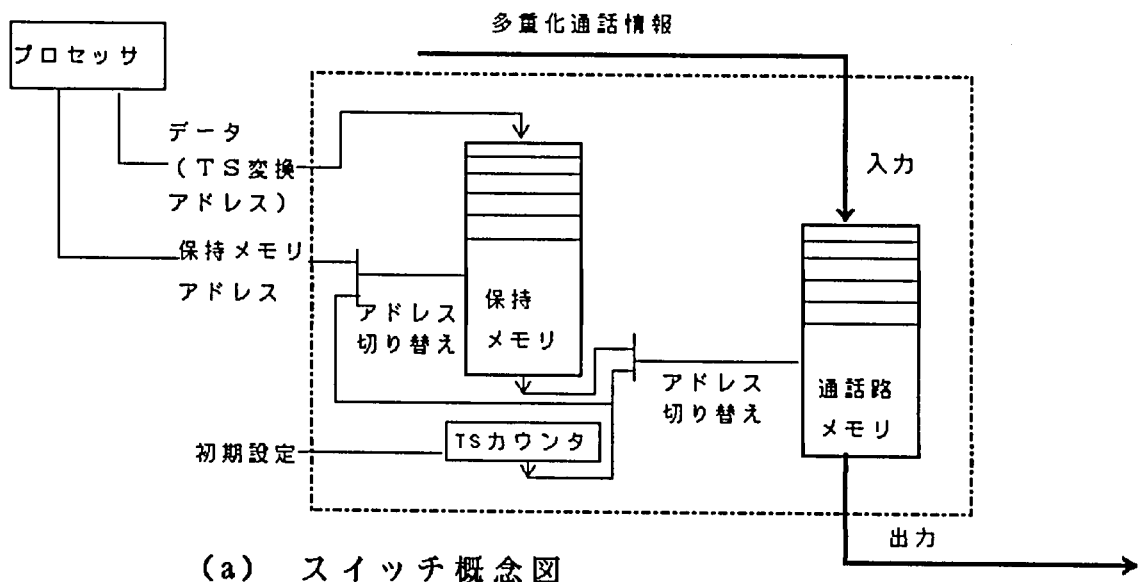 多重化通話情報
プロセッサ
データ
(TS変換
アドレス)
入力
保持メモリ
アドレス
アドレス
切り替え
保持
メモリ
アドレス
切り替え
通話路
メモリ
初期設定
TSカウンタ
出力
(a) スイッチ概念図